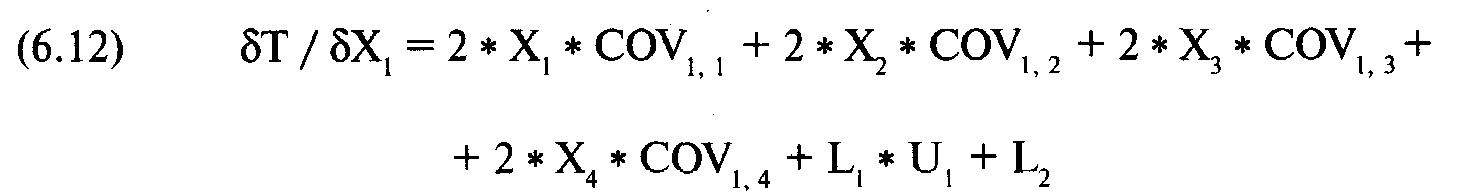 (6.12) δT / δX₁ = 2 * X₁ * COV₁, ₁ + 2 * X₂ * COV₁, ₂ + 2 * X₃ * COV₁, ₃ +
+ 2 * X₄ * COV₁, ₄ + L₁ * U₁ + L₂